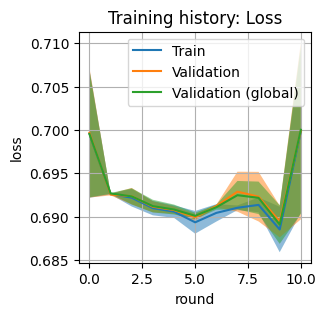 Training history: Loss
0.710
0.705
0.700
0.695
0.690
0.685
loss
Train
Validation
Validation (global)
0.0
2.5
5.0
7.5
10.0
round